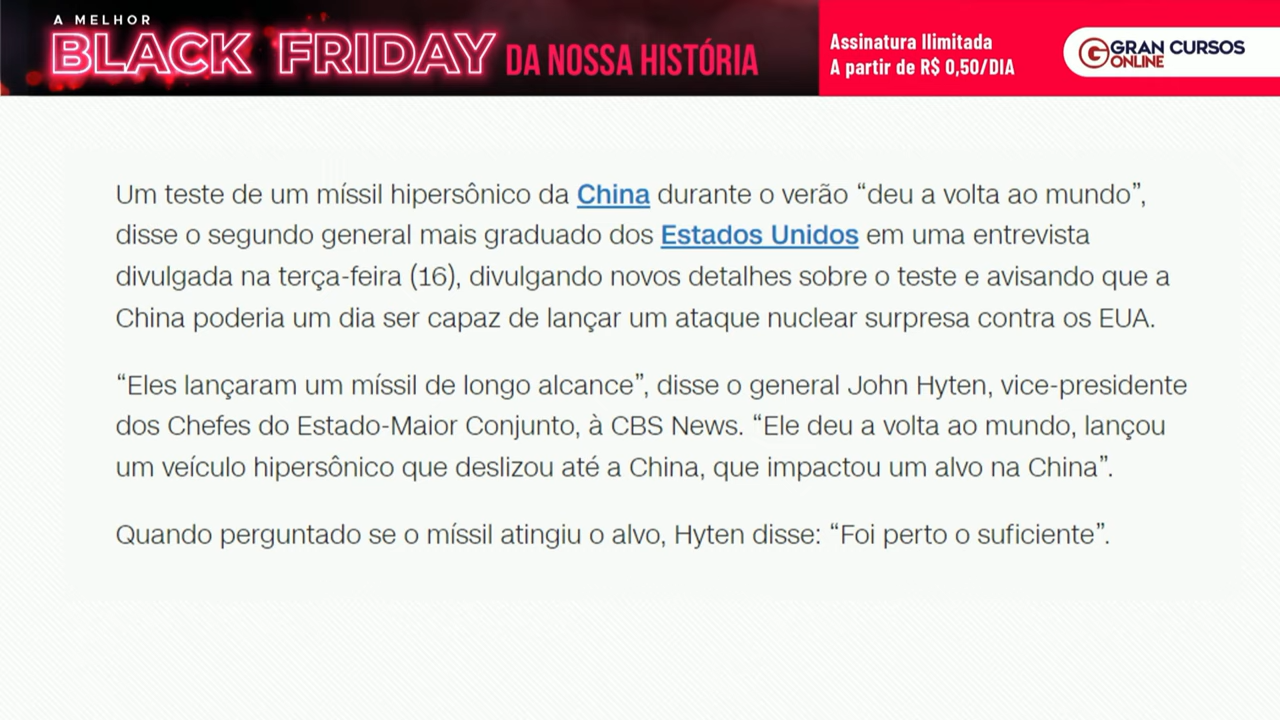 A MELHOR
BLACK FRIDAY DA NOSSA HISTÓRIA
Assinatura Ilimitada
A partir de R$ 0,50/DIA
GRAN CURSOS
ONLINE
Um teste de um míssil hipersônico da China durante o verão “deu a volta ao mundo”,
disse o segundo general mais graduado dos Estados Unidos em uma entrevista
divulgada na terça-feira (16), divulgando novos detalhes sobre o teste e avisando que a
China poderia um dia ser capaz de lançar um ataque nuclear surpresa contra os EUA.
“Eles lançaram um míssil de longo alcance”, disse o general John Hyten, vice-presidente
dos Chefes do Estado-Maior Conjunto, à CBS News. “Ele deu a volta ao mundo, lançou
um veículo hipersônico que deslizou até a China, que impactou um alvo na China”.
Quando perguntado se o míssil atingiu o alvo, Hyten disse: “Foi perto o suficiente”.